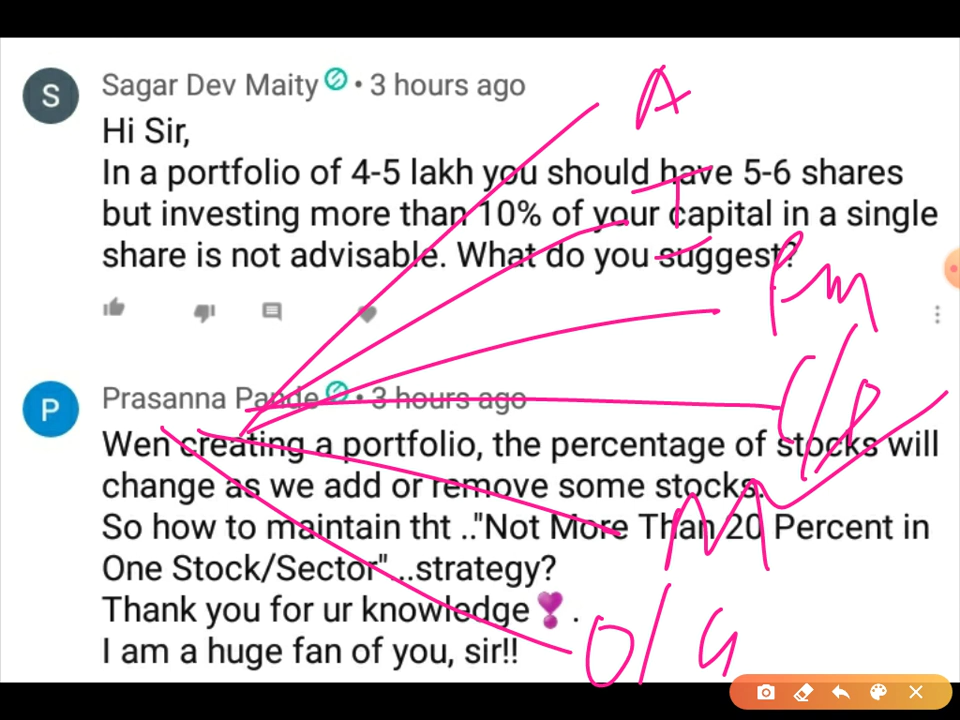 S
Sagar Dev Maity • 3 hours ago
Hi Sir,
In a portfolio of 4-5 lakh you should have 5-6 shares
but investing more than 10% of your capital in a single
share is not advisable. What do you suggest?
P
Prasanna Pande • 3 hours ago
Wen creating a portfolio, the percentage of stocks will
change as we add or remove some stocks.
So how to maintain tht .."Not More Than 20 Percent in
One Stock/Sector"...strategy?
Thank you for ur knowledge❣.
I am a huge fan of you, sir!!
A
I
Pm
C/P
M
O/G